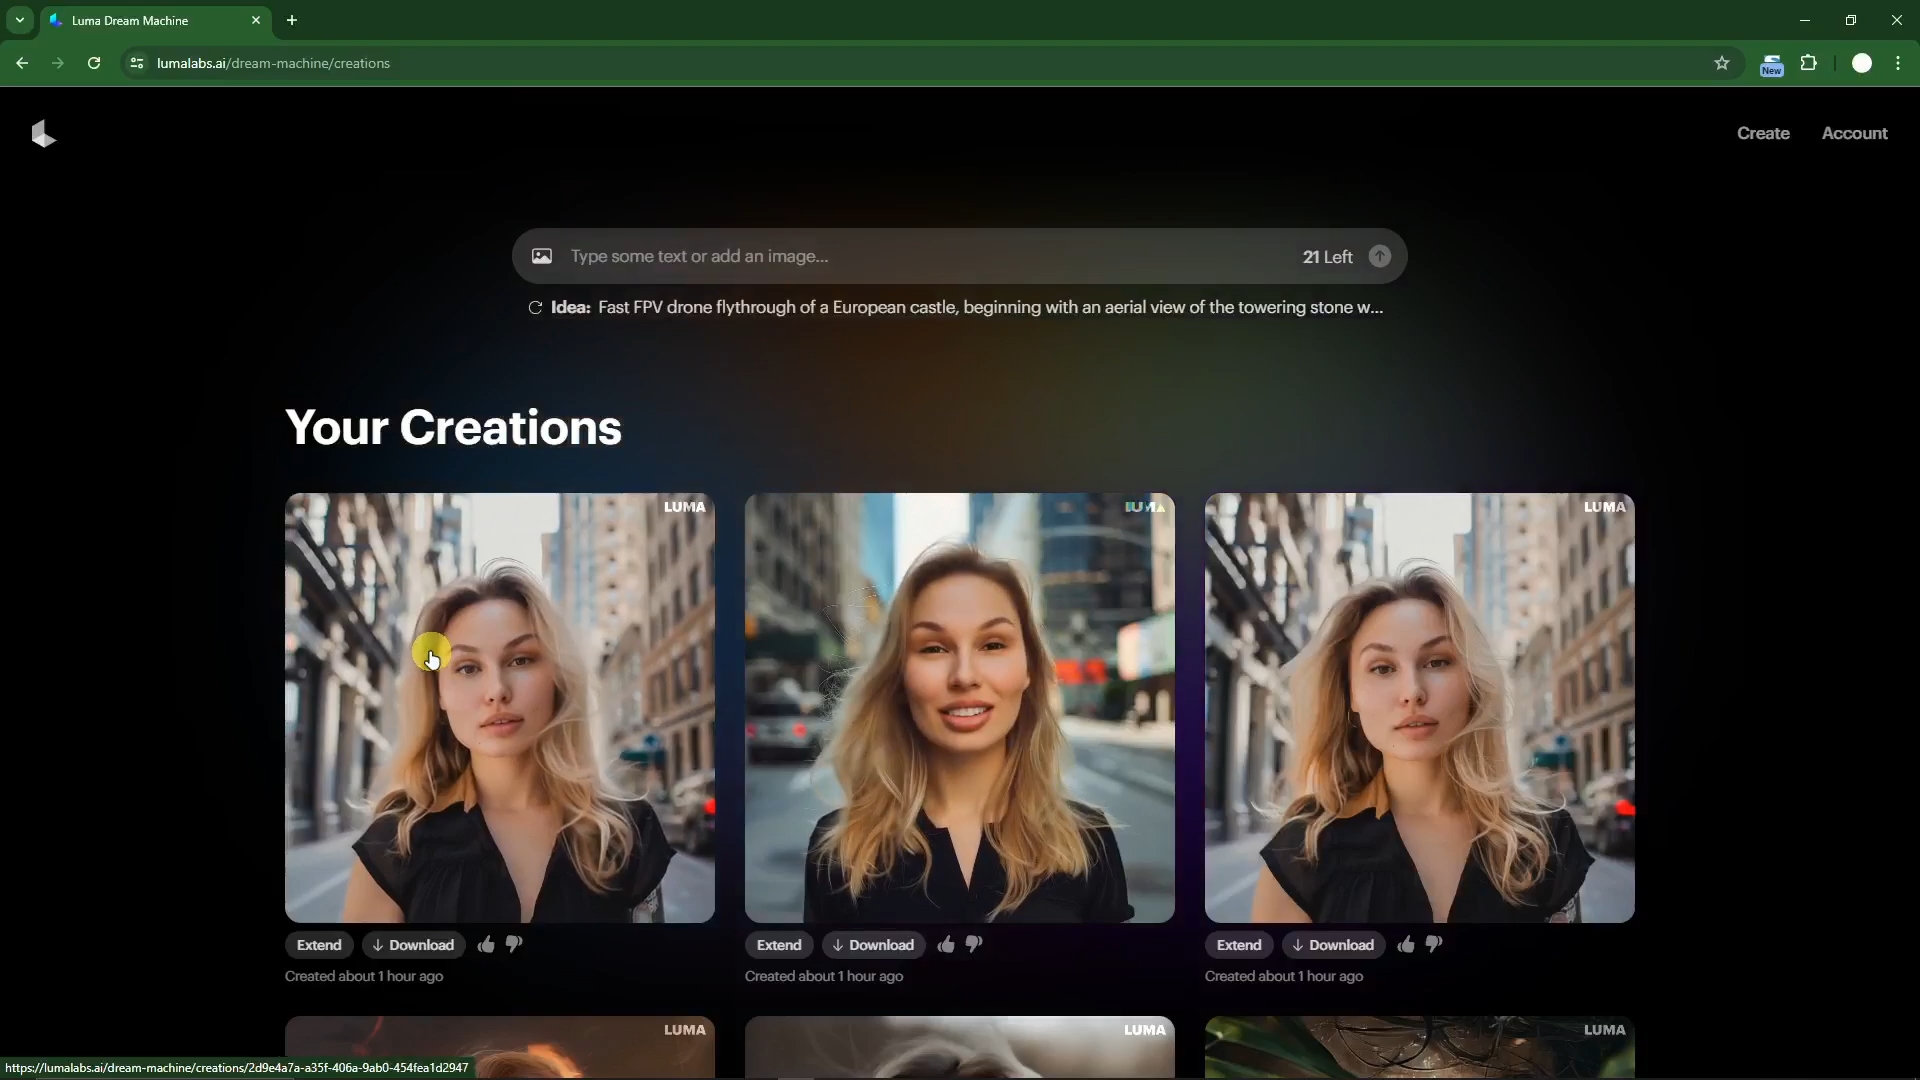 Luma Dream Machine
lumalabs.ai/dream-machine/creations
New
Create
Account
Type some text or add an image...
21 Left
Idea: Fast FPV drone flythrough of a European castle, beginning with an aerial view of the towering stone w...
Your Creations
LUMA
LUMA
LUMA
Extend
Download
Extend
Download
Extend
Download
Created about 1 hour ago
Created about 1 hour ago
Created about 1 hour ago
LUMA
LUMA
LUMA
https://lumalabs.ai/dream-machine/creations/2d9e4a7a-a35f-406a-9ab0-454fea1d2947